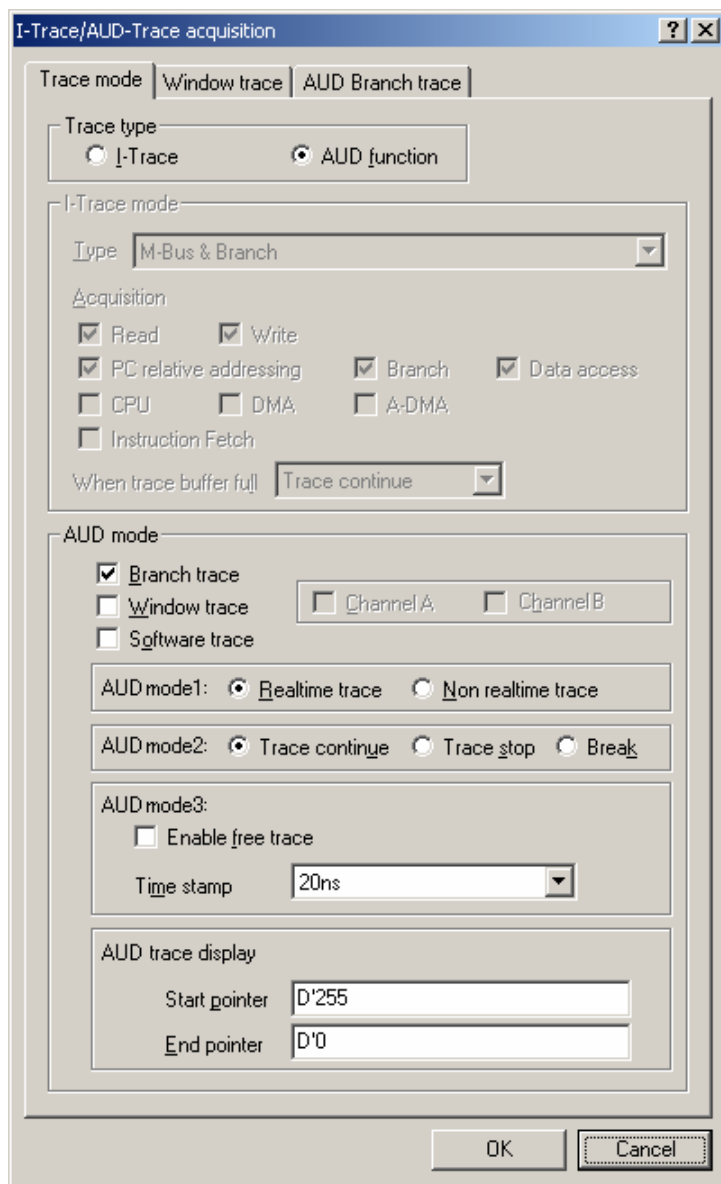 I-Trace/AUD-Trace acquisition
Trace mode Window trace AUD Branch trace
Trace type
I-Trace AUD function
I-Trace mode
Type M-Bus & Branch
Acquisition
Read Write
PC relative addressing Branch Data access
CPU DMA A-DMA
Instruction Fetch
When trace buffer full Trace continue
AUD mode
Branch trace
Window trace Channel A Channel B
Software trace
AUD mode1: Realtime trace Non realtime trace
AUD mode2: Trace continue Trace stop Break
AUD mode3:
Enable free trace
Time stamp 20ns
AUD trace display
Start pointer D'255
End pointer D'0
OK Cancel